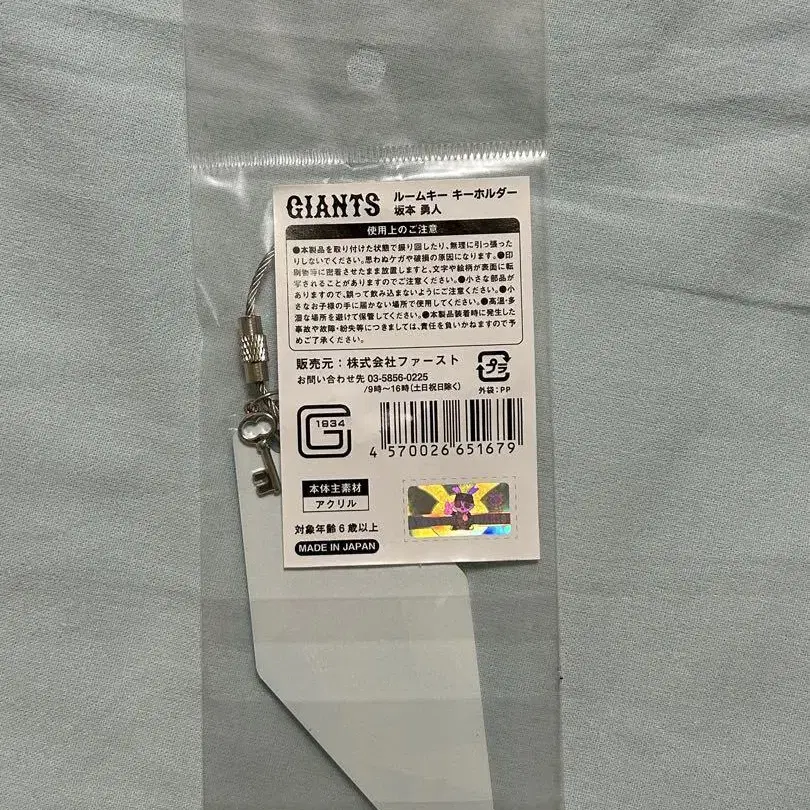 GIANTS
ルームキー キーホルダー
坂本 勇人
使用上のご注意
●本製品を取り付けた状態で振り回したり、無理に引っ張った
りしないでください。思わぬケガや破損の原因になります。●印
刷物等に密着させたまま放置しますと、文字や絵柄が表面に転
写されることがありますのでご注意ください。●小さな部品が
ありますので、誤って飲み込まないようにご注意ください。●小
さなお子様の手に届かない場所で使用してください。●高温・多
湿な場所を避けて保管してください。●本製品装着時に発生した
事故や故障・紛失等につきましては、責任を負いかねますので予
めご了承ください。
販売元:株式会社ファースト
お問い合わせ先 03-5856-0225
/9時〜16時(土日祝日除く)
プラ
外袋:PP
G 1934
4 570026 651679
本体主素材
アクリル
対象年齢6歳以上
MADE IN JAPAN